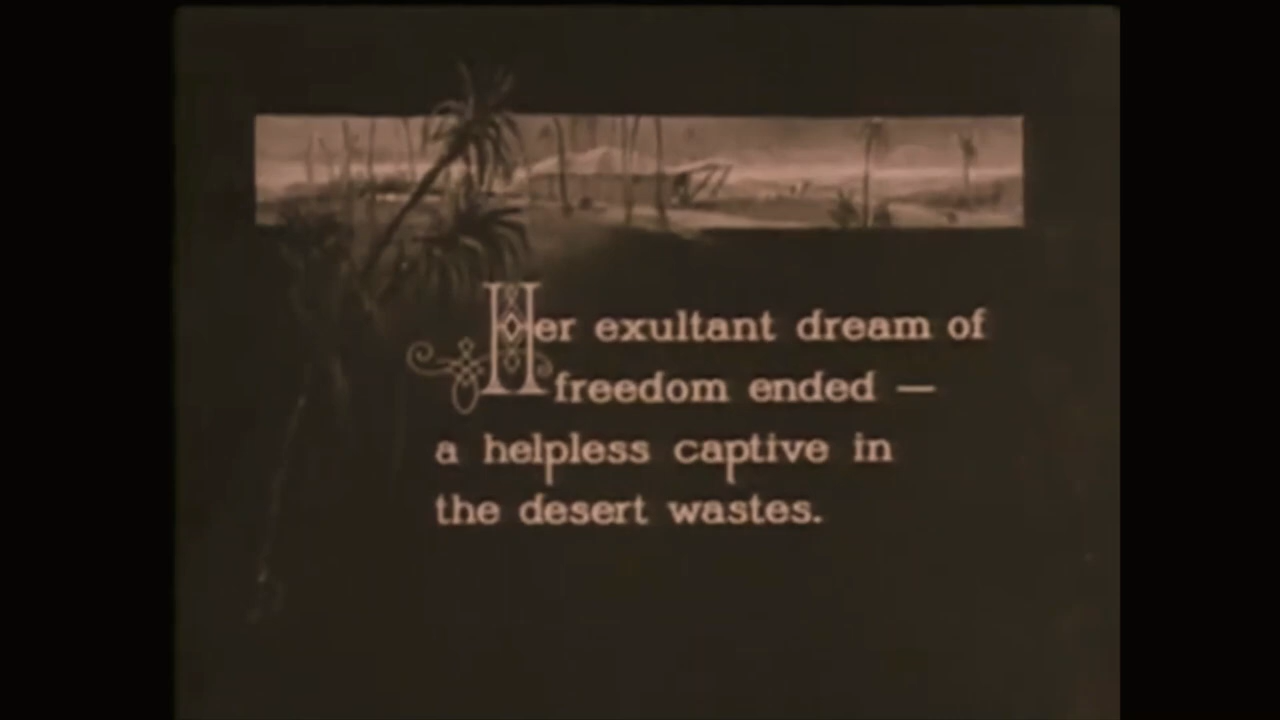 Her exultant dream of
freedom ended —
a helpless captive in
the desert wastes.